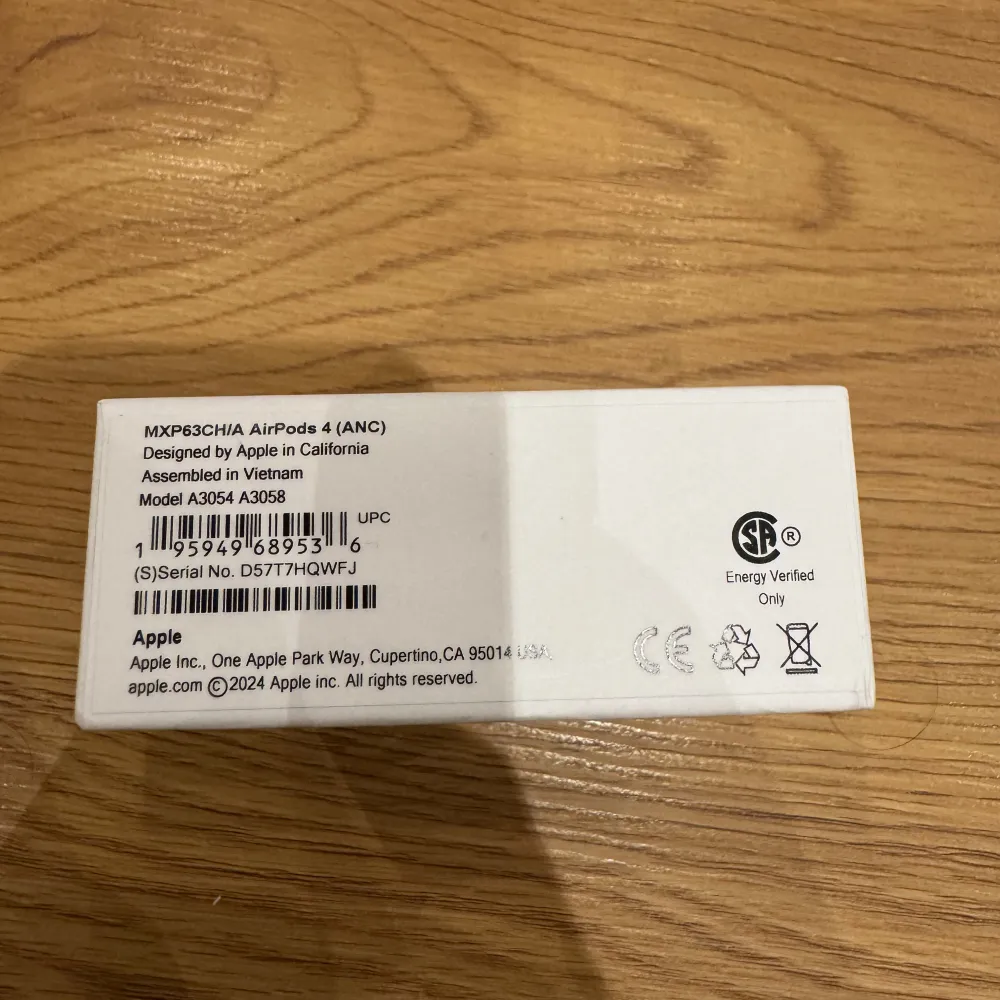 MXP63CH/A AirPods 4 (ANC)
Designed by Apple in California
Assembled in Vietnam
Model A3054 A3058
UPC
1 95949 68953 6
(S)Serial No. D57T7HQWFJ
Apple
Apple Inc., One Apple Park Way, Cupertino,CA 95014 USA,
apple.com ©2024 Apple inc. All rights reserved.
SA ®
Energy Verified
Only
CE